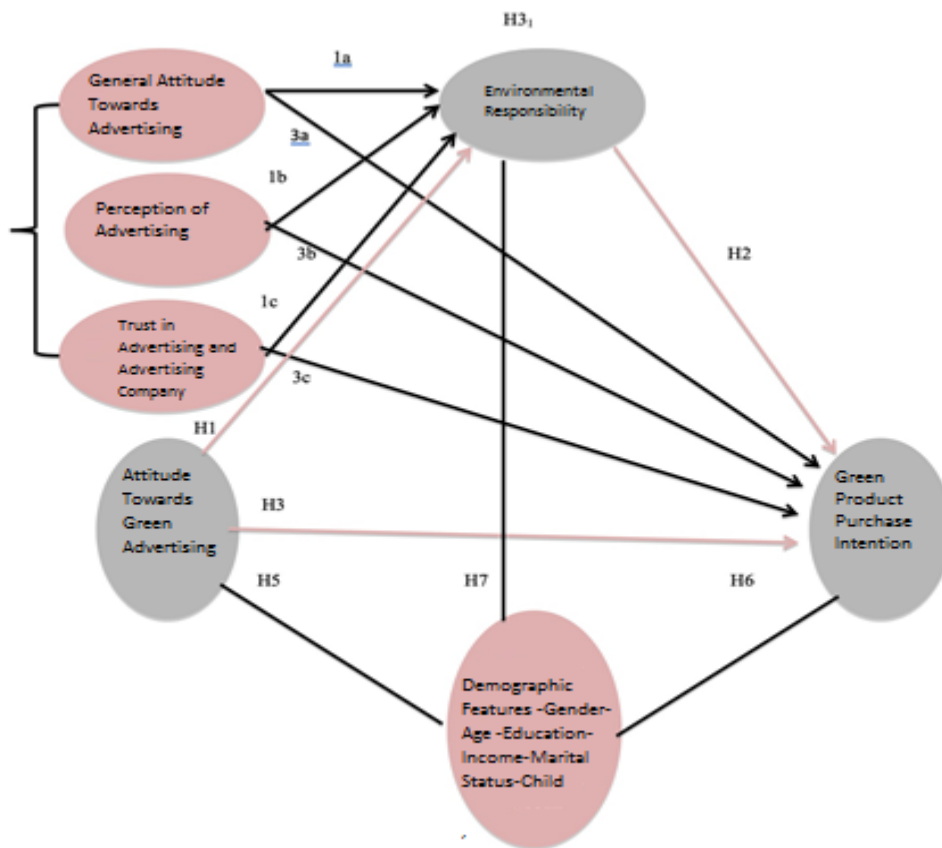 H3₁
1a
General Attitude
Towards
Advertising
Environmental
Responsibility
3a
1b
Perception of
Advertising
3b
H2
1c
Trust in
Advertising and
Advertising
Company
3c
H1
Attitude
Towards
Green
Advertising
H3
Green
Product
Purchase
Intention
H5
H7
H6
Demographic
Features -Gender-
Age -Education-
Income-Marital
Status-Child